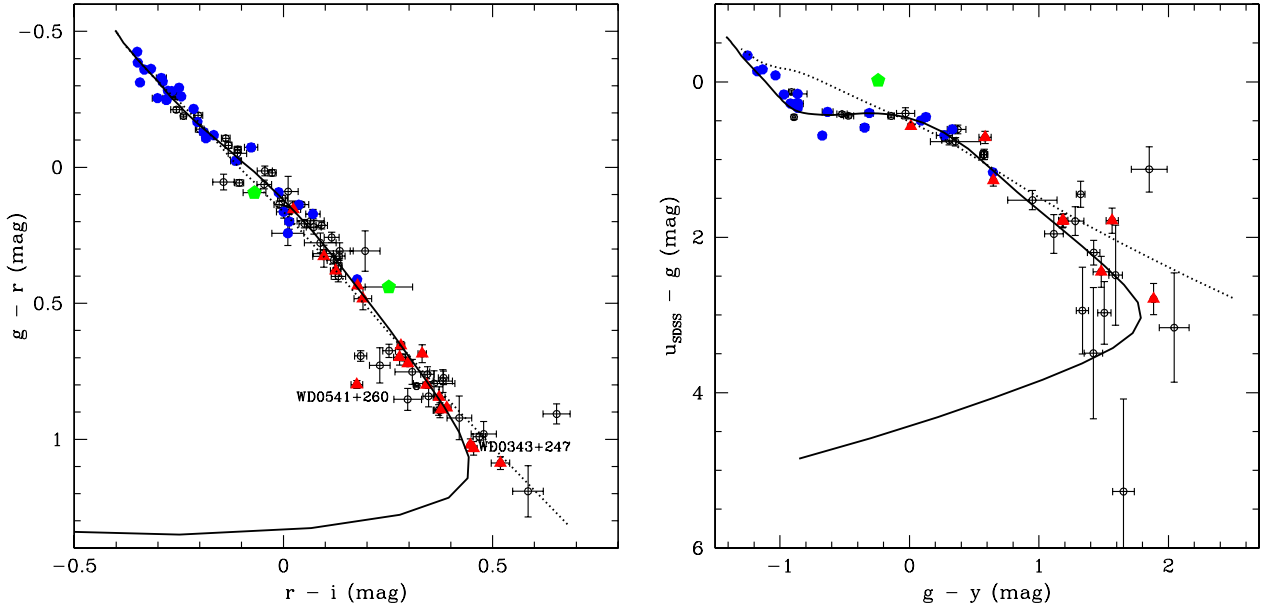 -0.5
0
0.5
1
g - r (mag)
WD0541+260
WD0343+247
-0.5
0
0.5
r - i (mag)
0
2
4
6
u_SDSS - g (mag)
-1
0
1
2
g - y (mag)